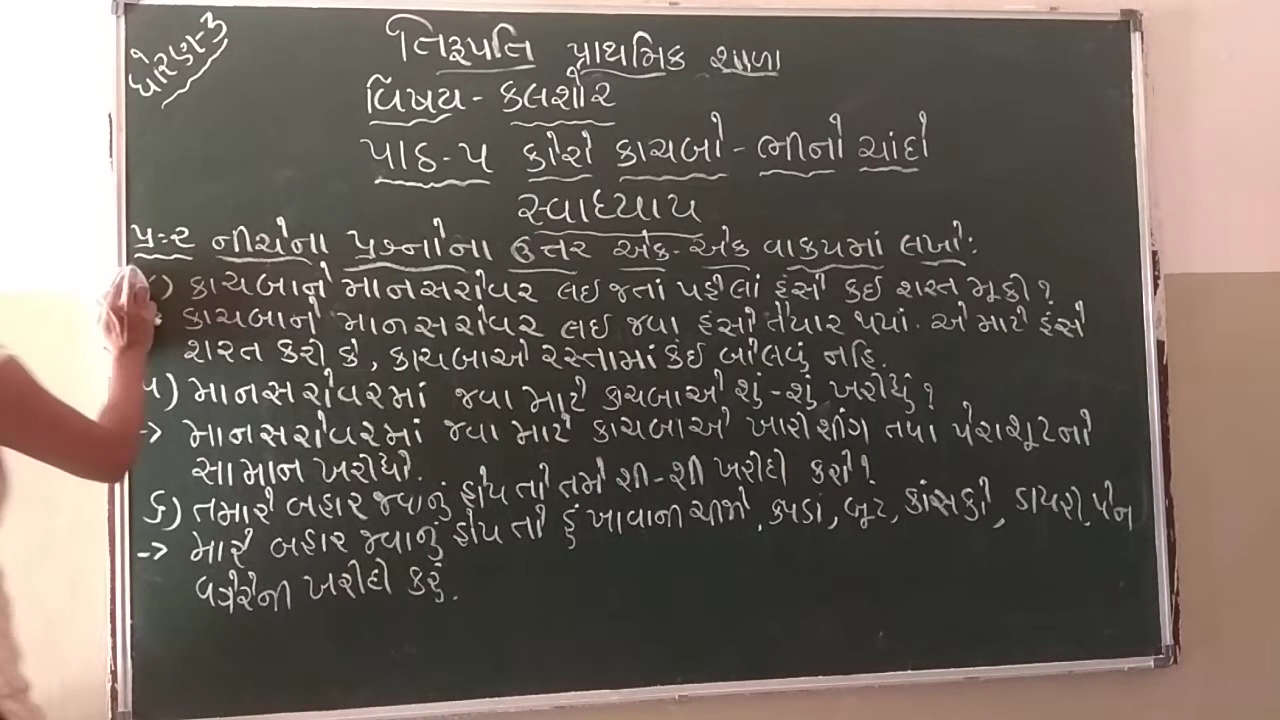 ધોરણ-૩
તિરૂપતિ પ્રાથમિક શાળા
વિષય - કલશોર
પાઠ-૫ કોરો કાચબો - ભીનો ચાંદો
સ્વાધ્યાય
પ્ર-૨ નીચેના પ્રશ્નોના ઉત્તર એક-એક વાકયમાં લખો:
૪) કાચબાને માનસરોવર લઇ જતાં પહેલાં હંસો કઇ શરત મૂકી?
કાચબાને માનસરોવર લઇ જવા હંસો તૈયાર થયાં. એ માટે હંસે
શરત કરી કે, કાચબાએ રસ્તામાં કંઇ બોલવું નહિ.
૫) માનસરોવરમાં જવા માટે કાચબાએ શું-શું ખરીદ્યું?
-> માનસરોવરમાં જવા માટે કાચબાએ ખારીશીંગ તથા પેરાશૂટનો
સામાન ખરીદ્યો.
૬) તમારે બહાર જવાનું હોય તો તમે શી-શી ખરીદી કરો?
-> મારે બહાર જવાનું હોય તો હું ખાવાની ચીજો, કપડાં, બૂટ, કાંસકો, ડાયરી, પેન
વગેરેની ખરીદી કરું.